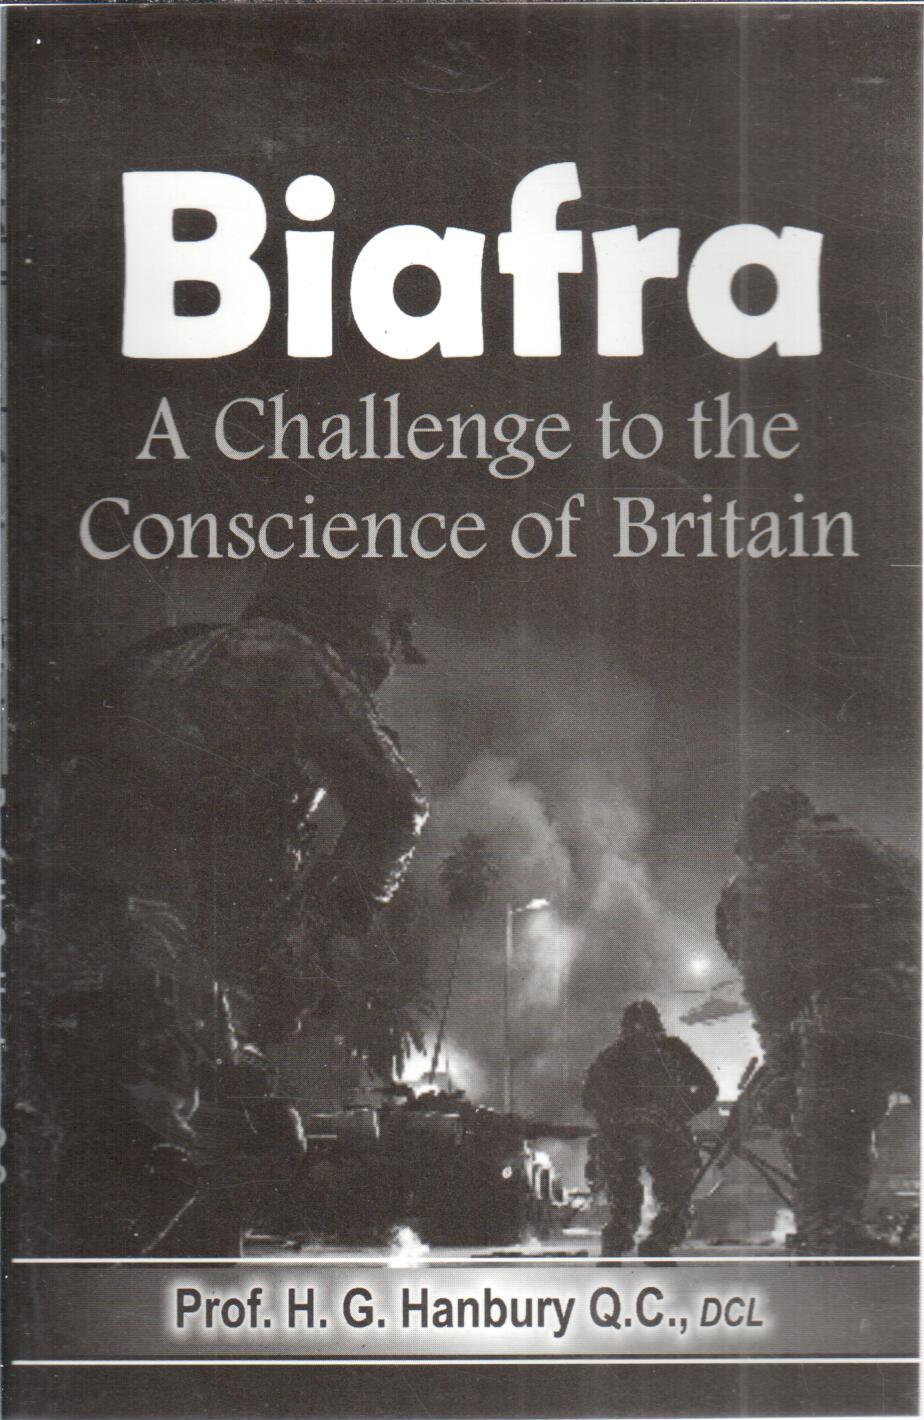 Biafra
A Challenge to the
Conscience of Britain
Prof. H. G. Hanbury Q.C., DCL